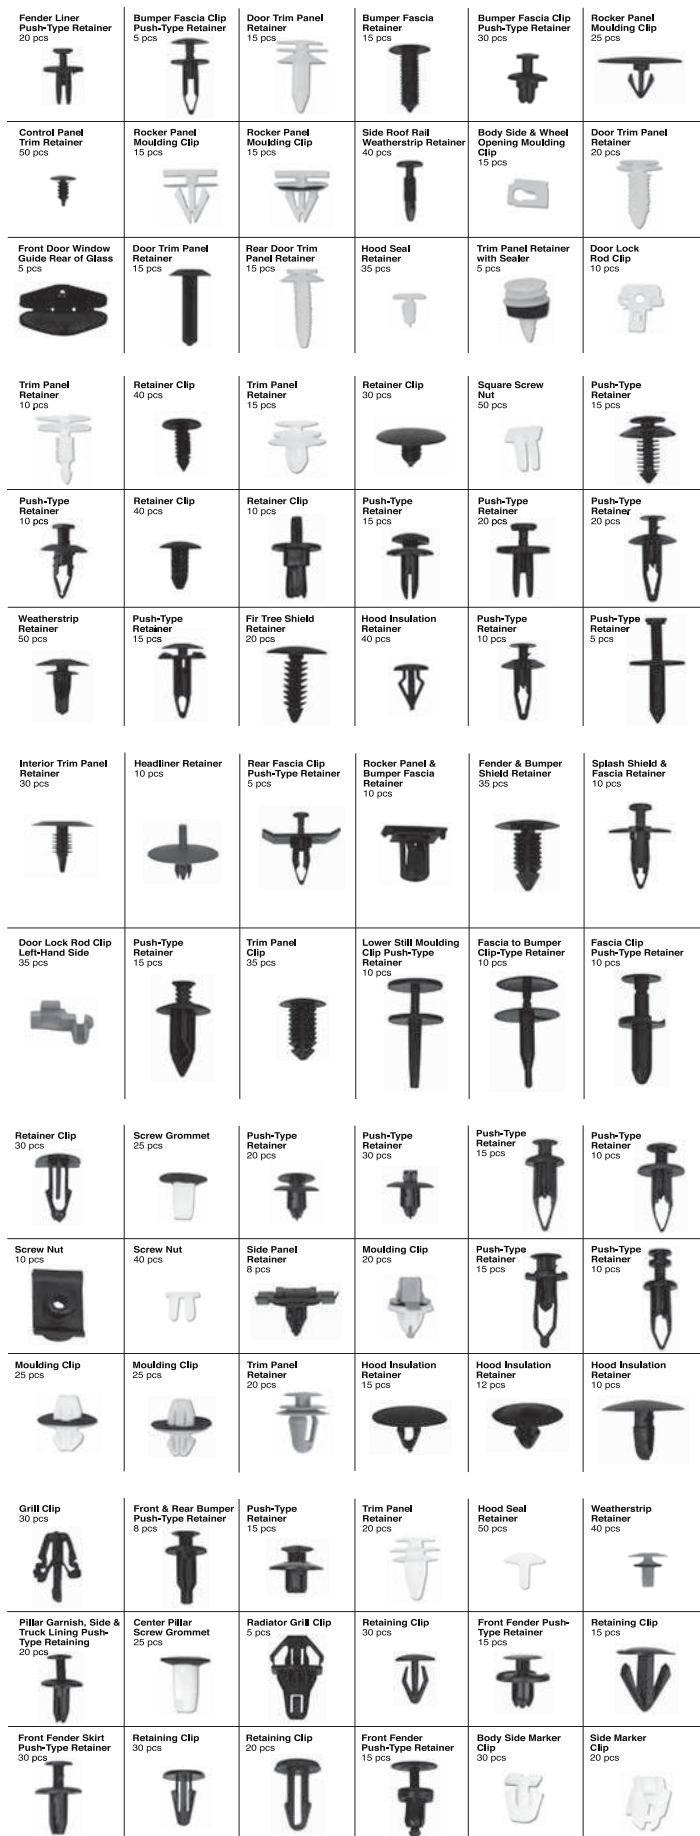 Fender Liner
Push-Type Retainer
20 pcs
Bumper Fascia Clip
Push-Type Retainer
5 pcs
Door Trim Panel
Retainer
15 pcs
Bumper Fascia
Retainer
15 pcs
Bumper Fascia Clip
Push-Type Retainer
30 pcs
Rocker Panel
Moulding Clip
25 pcs
Control Panel
Trim Retainer
50 pcs
Rocker Panel
Moulding Clip
15 pcs
Rocker Panel
Moulding Clip
15 pcs
Side Roof Rail
Weatherstrip Retainer
40 pcs
Body Side & Wheel
Opening Moulding
Clip
15 pcs
Door Trim Panel
Retainer
20 pcs
Front Door Window
Guide Rear of Glass
5 pcs
Door Trim Panel
Retainer
15 pcs
Rear Door Trim
Panel Retainer
15 pcs
Hood Seal
Retainer
35 pcs
Trim Panel Retainer
with Sealer
5 pcs
Door Lock
Rod Clip
10 pcs
Trim Panel
Retainer
10 pcs
Retainer Clip
40 pcs
Trim Panel
Retainer
15 pcs
Retainer Clip
30 pcs
Square Screw
Nut
50 pcs
Push-Type
Retainer
15 pcs
Push-Type
Retainer
10 pcs
Retainer Clip
40 pcs
Retainer Clip
10 pcs
Push-Type
Retainer
15 pcs
Push-Type
Retainer
20 pcs
Push-Type
Retainer
20 pcs
Weatherstrip
Retainer
50 pcs
Push-Type
Retainer
15 pcs
Fir Tree Shield
Retainer
20 pcs
Hood Insulation
Retainer
40 pcs
Push-Type
Retainer
10 pcs
Push-Type
Retainer
5 pcs
Interior Trim Panel
Retainer
30 pcs
Headliner Retainer
10 pcs
Rear Fascia Clip
Push-Type Retainer
5 pcs
Rocker Panel &
Bumper Fascia
Retainer
10 pcs
Fender & Bumper
Shield Retainer
35 pcs
Splash Shield &
Fascia Retainer
10 pcs
Door Lock Rod Clip
Left-Hand Side
35 pcs
Push-Type
Retainer
15 pcs
Trim Panel
Clip
35 pcs
Lower Still Moulding
Clip Push-Type
Retainer
10 pcs
Fascia to Bumper
Clip-Type Retainer
10 pcs
Fascia Clip
Push-Type Retainer
10 pcs
Retainer Clip
30 pcs
Screw Grommet
25 pcs
Push-Type
Retainer
20 pcs
Push-Type
Retainer
30 pcs
Push-Type
Retainer
15 pcs
Push-Type
Retainer
10 pcs
Screw Nut
10 pcs
Screw Nut
40 pcs
Side Panel
Retainer
8 pcs
Moulding Clip
20 pcs
Push-Type
Retainer
15 pcs
Push-Type
Retainer
10 pcs
Moulding Clip
25 pcs
Moulding Clip
25 pcs
Trim Panel
Retainer
20 pcs
Hood Insulation
Retainer
15 pcs
Hood Insulation
Retainer
12 pcs
Hood Insulation
Retainer
10 pcs
Grill Clip
30 pcs
Front & Rear Bumper
Push-Type Retainer
8 pcs
Push-Type
Retainer
15 pcs
Trim Panel
Retainer
20 pcs
Hood Seal
Retainer
50 pcs
Weatherstrip
Retainer
40 pcs
Pillar Garnish, Side &
Truck Lining Push-
Type Retaining
20 pcs
Center Pillar
Screw Grommet
25 pcs
Radiator Grill Clip
5 pcs
Retaining Clip
30 pcs
Front Fender Push-
Type Retainer
15 pcs
Retaining Clip
15 pcs
Front Fender Skirt
Push-Type Retainer
30 pcs
Retaining Clip
30 pcs
Retaining Clip
20 pcs
Front Fender
Push-Type Retainer
15 pcs
Body Side Marker
Clip
30 pcs
Side Marker
Clip
20 pcs